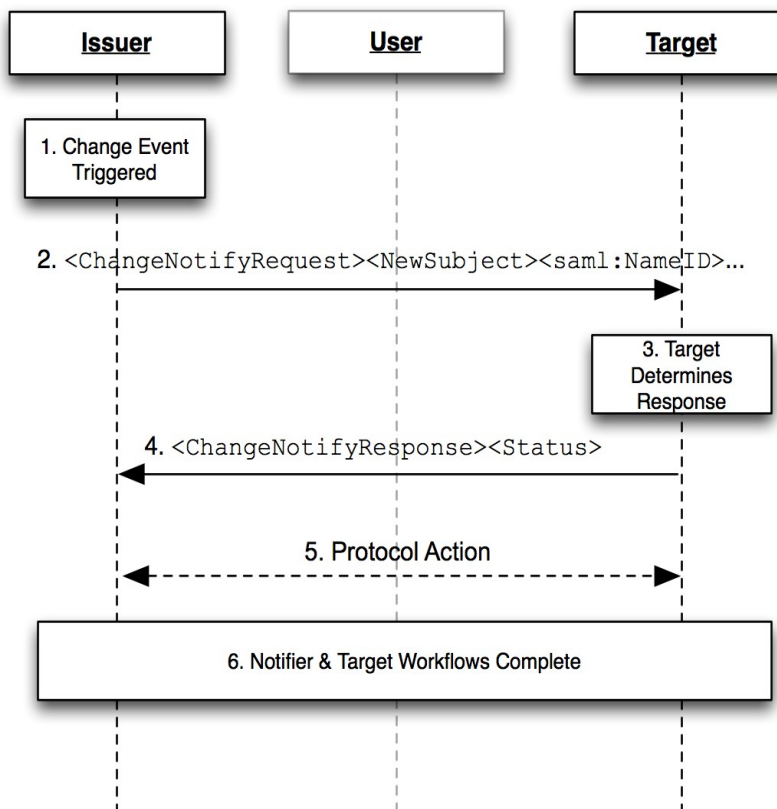 Issuer
User
Target
1. Change Event
Triggered
2. <ChangeNotifyRequest><NewSubject><saml:NameID>...
3. Target
Determines
Response
4. <ChangeNotifyResponse><Status>
5. Protocol Action
6. Notifier & Target Workflows Complete